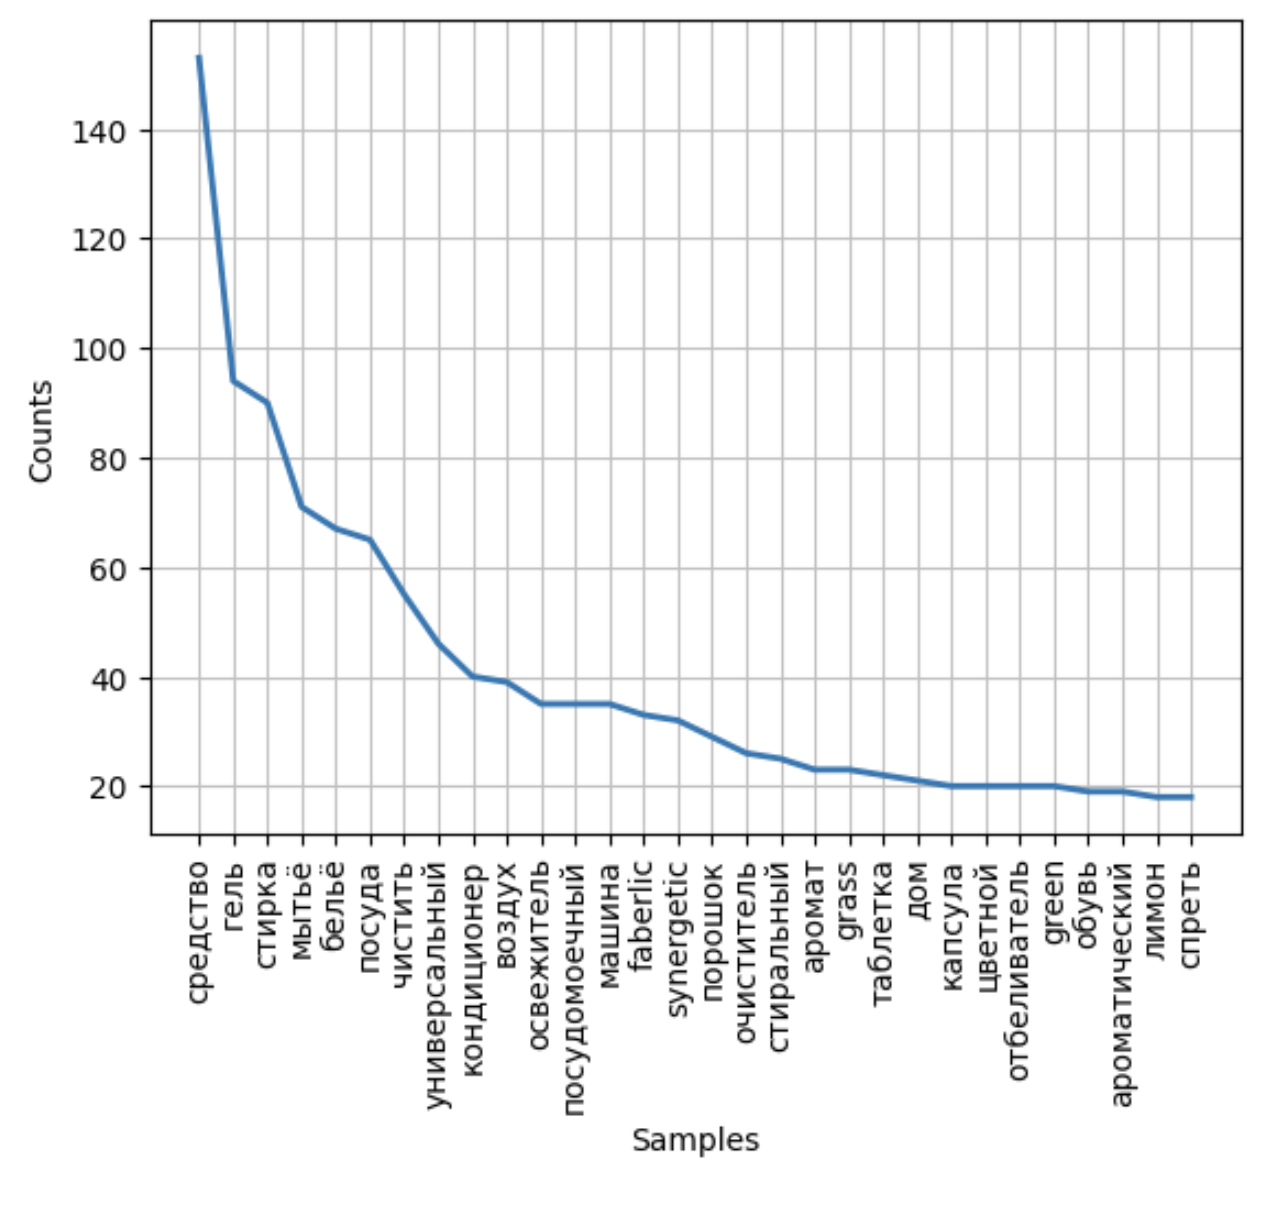 140
120
100
80
60
40
20
Counts
средство
гель
стирка
мытьё
бельё
посуда
чистить
универсальный
кондиционер
воздух
освежитель
посудомоечный
машина
faberlic
synergetic
порошок
очиститель
стиральный
аромат
grass
таблетка
дом
капсула
цветной
отбеливатель
green
обувь
ароматический
лимон
спреть
Samples